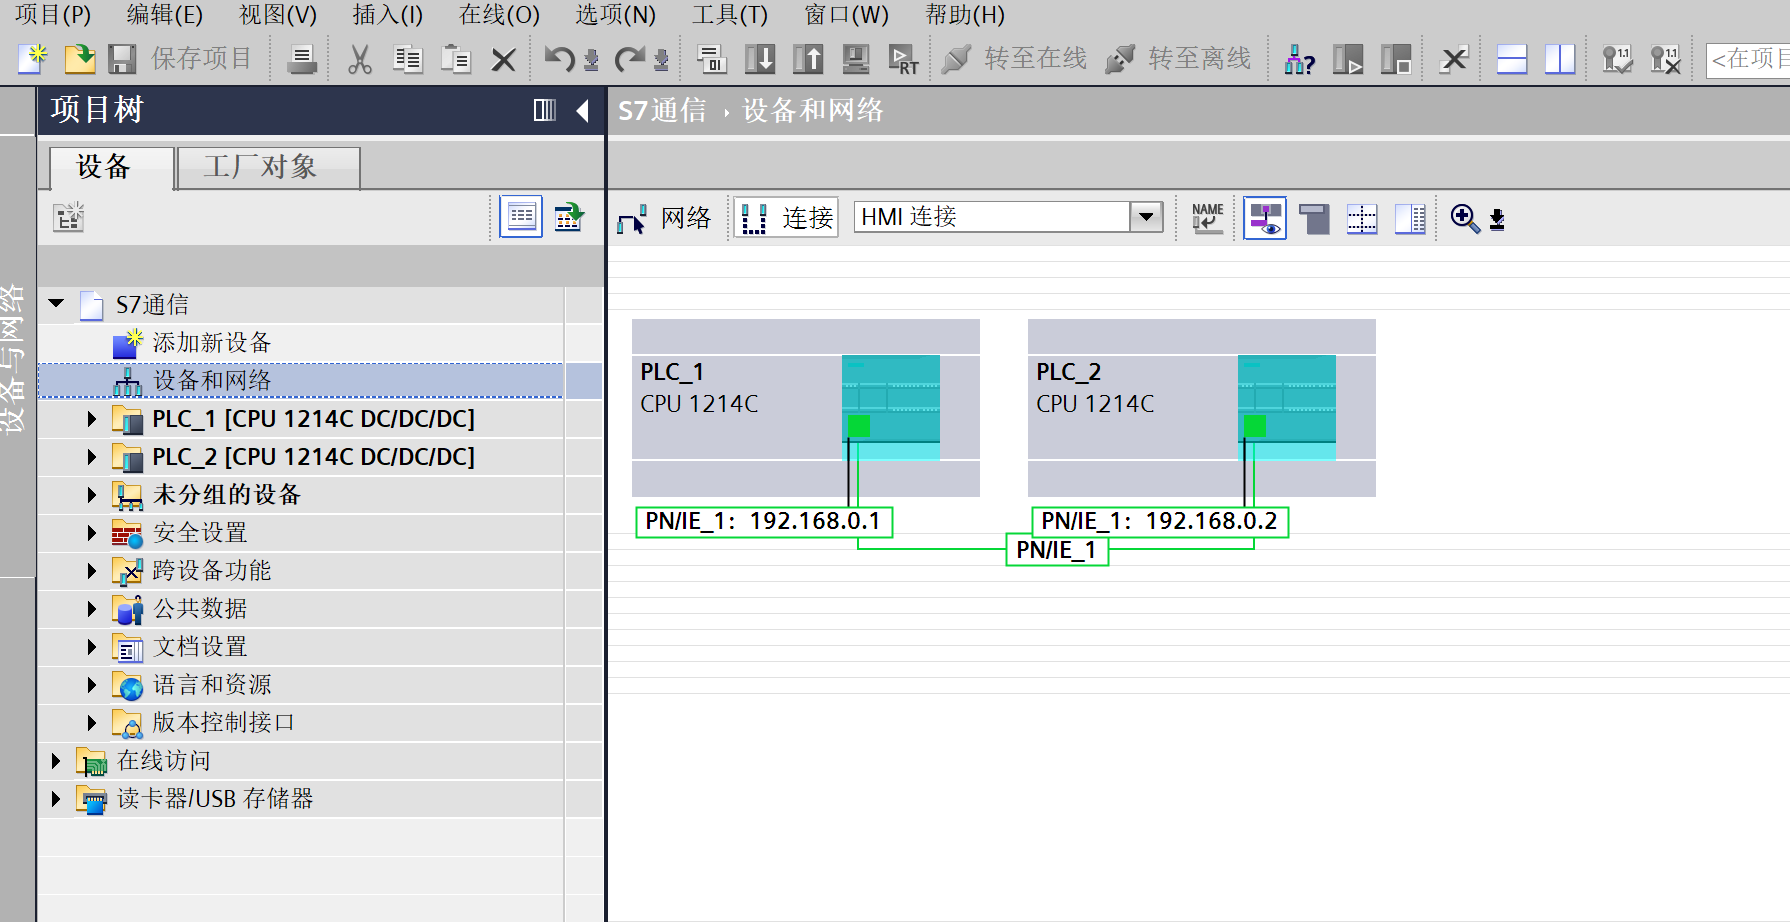 项目(P) 编辑(E) 视图(V) 插入(I) 在线(O) 选项(N) 工具(T) 窗口(W) 帮助(H)
保存项目 RT 转至在线 转至离线 ? 1.1 1.1 <在项目
项目树
S7通信 › 设备和网络
设备 工厂对象
网络 连接 HMI 连接 NAME
设备与网络
S7通信
添加新设备
设备和网络
PLC_1 [CPU 1214C DC/DC/DC]
PLC_2 [CPU 1214C DC/DC/DC]
未分组的设备
安全设置
跨设备功能
公共数据
文档设置
语言和资源
版本控制接口
在线访问
读卡器/USB 存储器
PLC_1
CPU 1214C
PN/IE_1: 192.168.0.1
PLC_2
CPU 1214C
PN/IE_1: 192.168.0.2
PN/IE_1